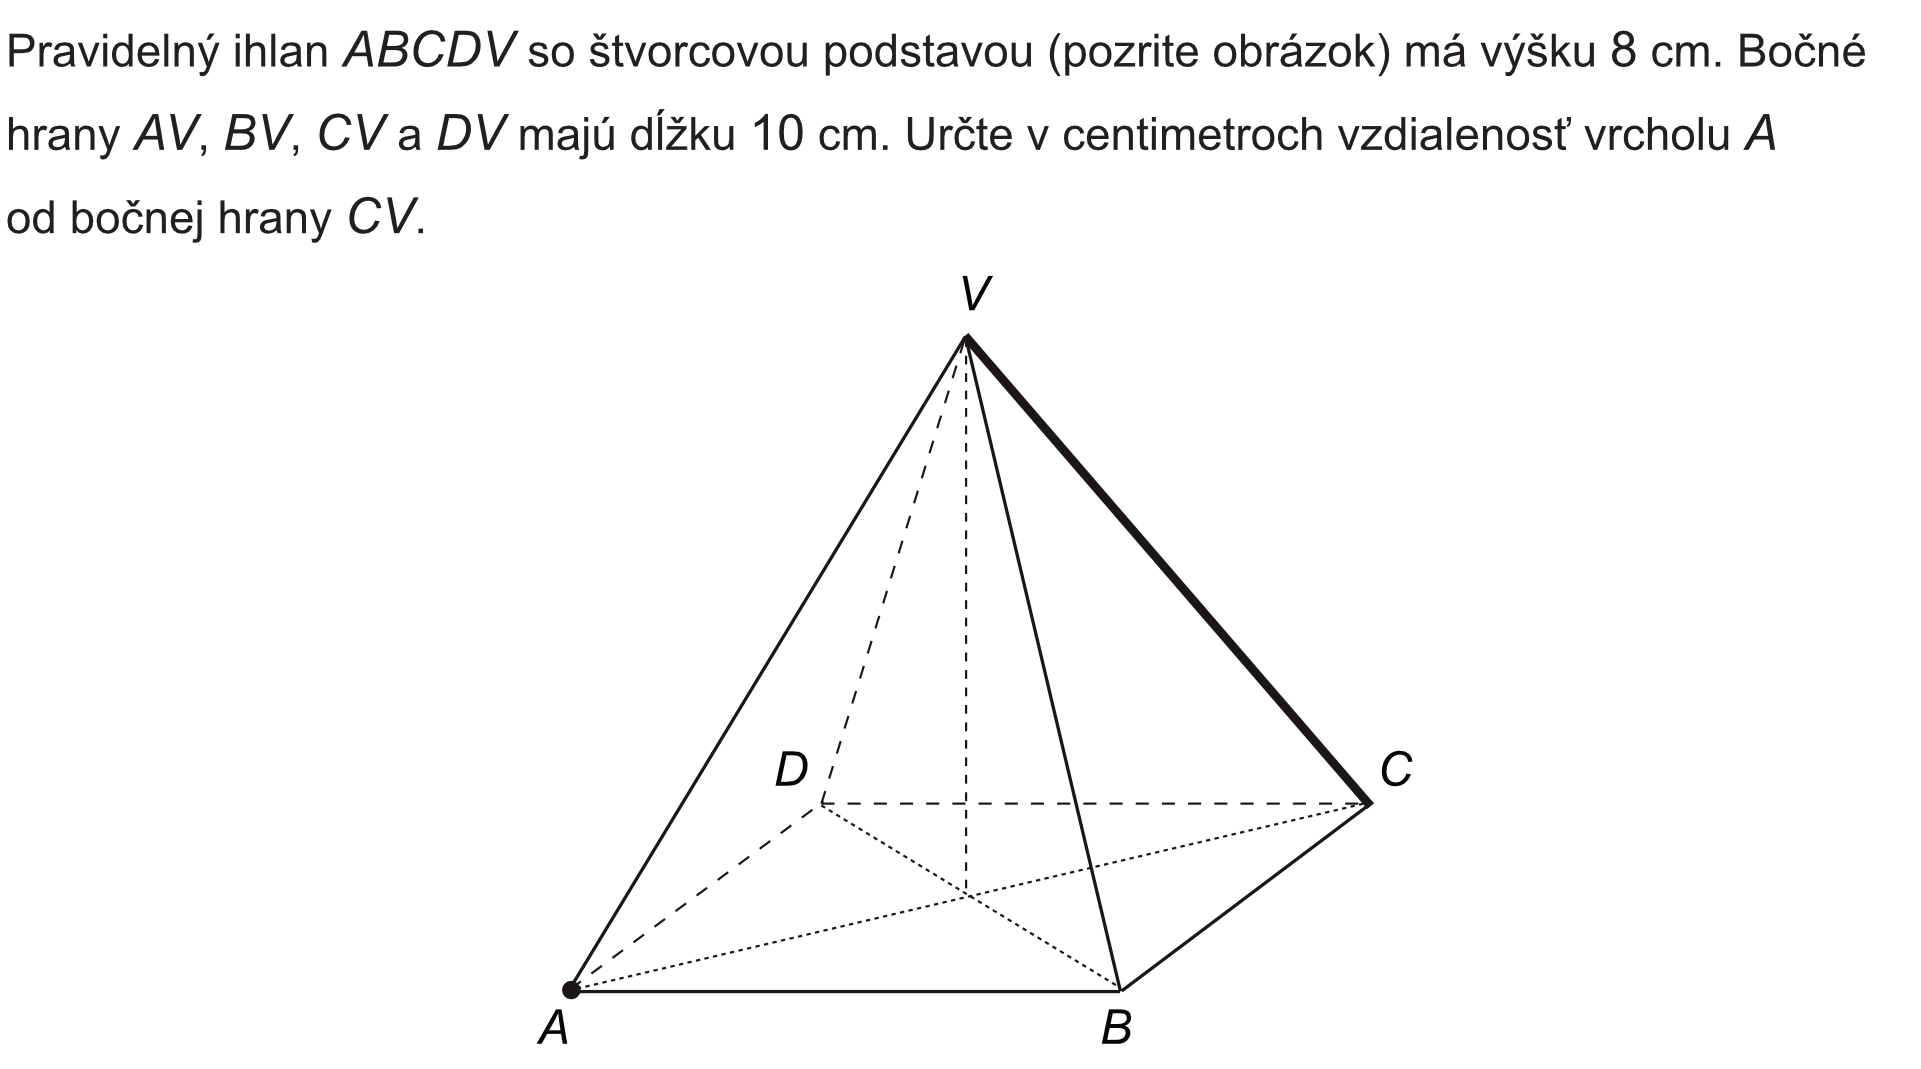 Pravidelný ihlan ABCDV so štvorcovou podstavou (pozrite obrázok) má výšku 8 cm. Bočné
hrany AV, BV, CV a DV majú dĺžku 10 cm. Určte v centimetroch vzdialenosť vrcholu A
od bočnej hrany CV.
V
D
C
A
B